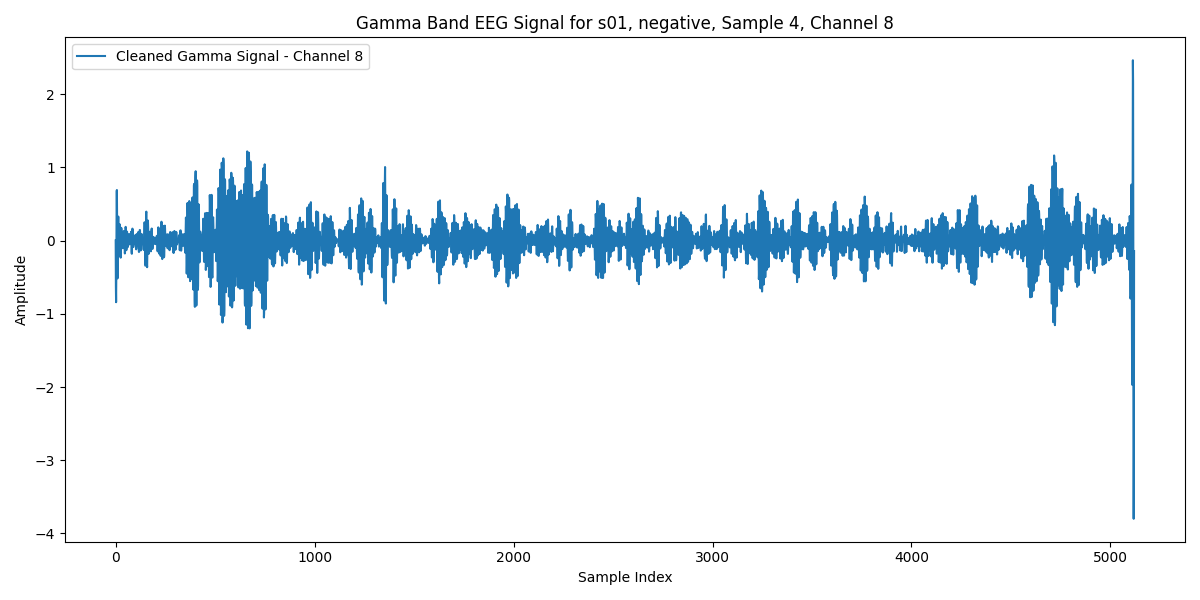 Gamma Band EEG Signal for s01, negative, Sample 4, Channel 8
Cleaned Gamma Signal - Channel 8
Amplitude
2
1
0
−1
−2
−3
−4
0 1000 2000 3000 4000 5000
Sample Index